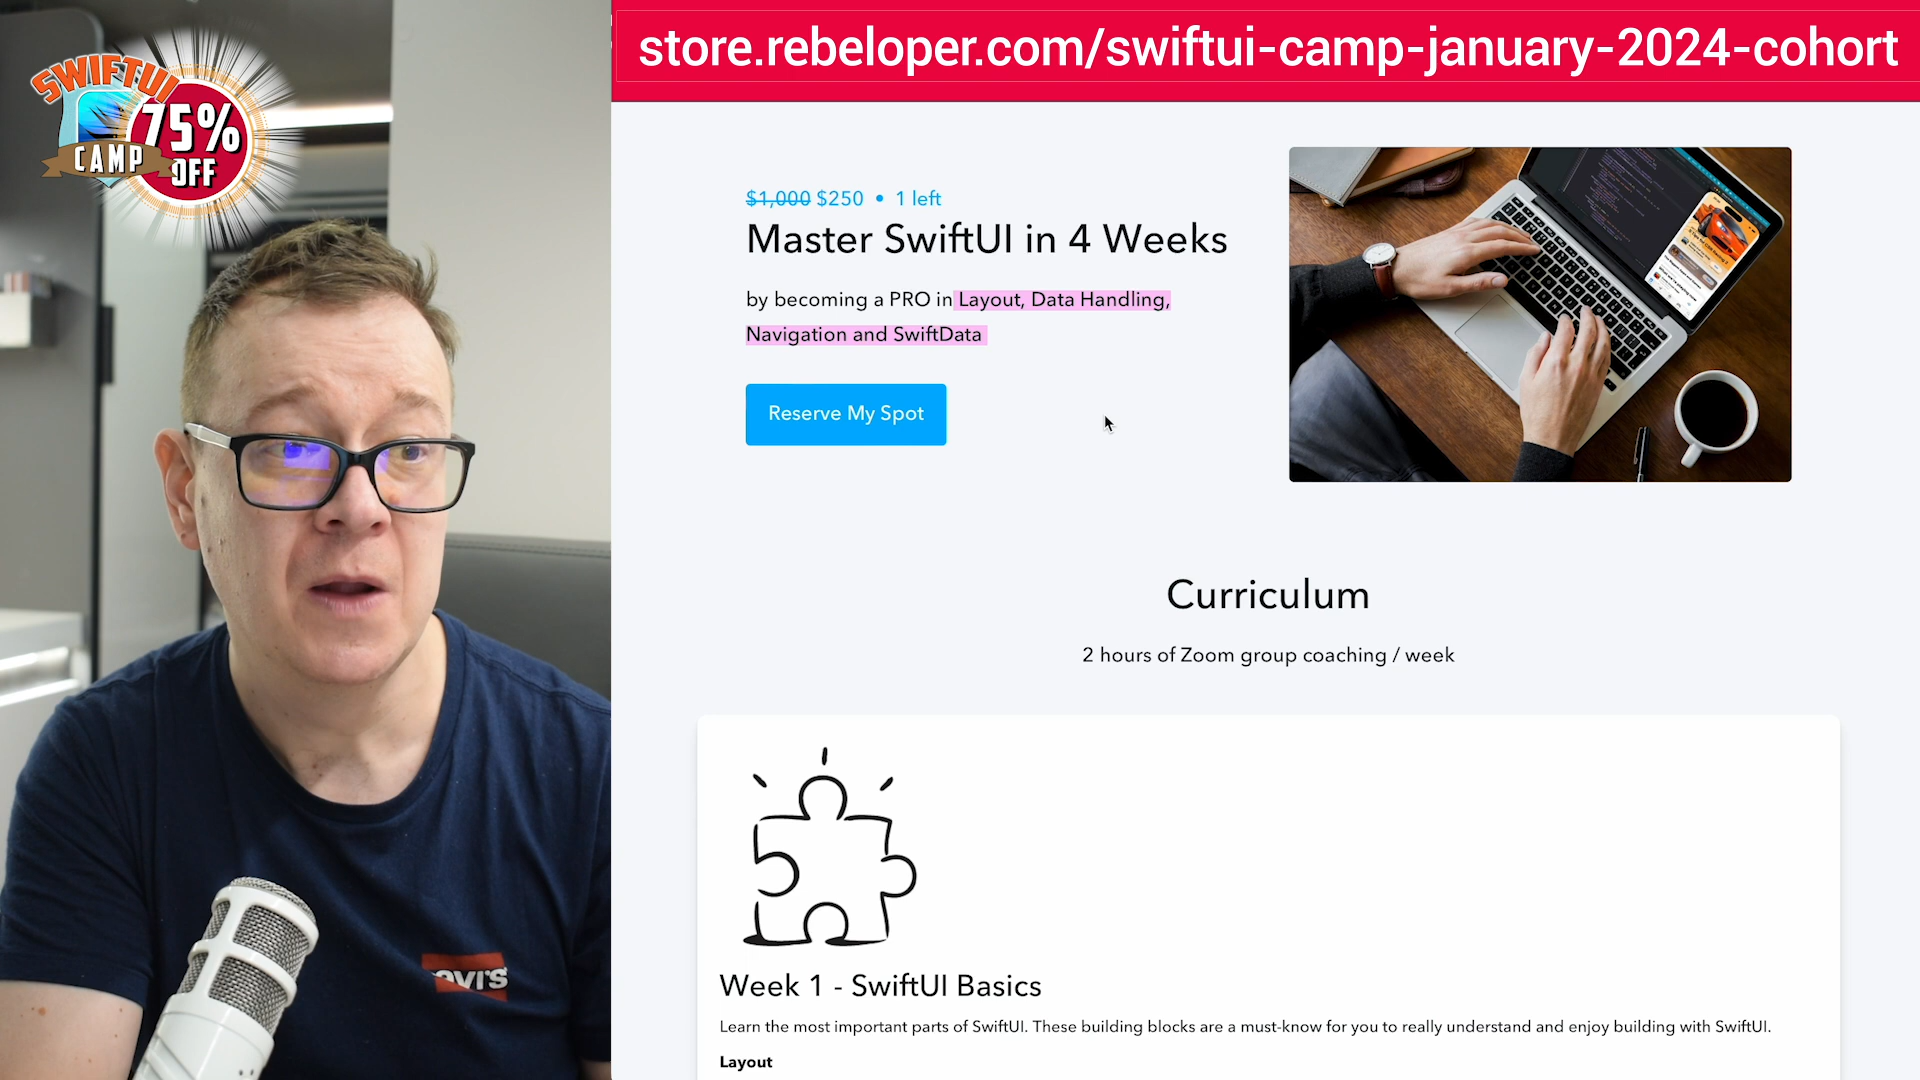 store.rebeloper.com/swiftui-camp-january-2024-cohort
SWIFTUI
CAMP
75%
OFF
$1,000 $250 • 1 left
Master SwiftUI in 4 Weeks
by becoming a PRO in Layout, Data Handling,
Navigation and SwiftData
Reserve My Spot
Curriculum
2 hours of Zoom group coaching / week
Week 1 - SwiftUI Basics
Learn the most important parts of SwiftUI. These building blocks are a must-know for you to really understand and enjoy building with SwiftUI.
Layout